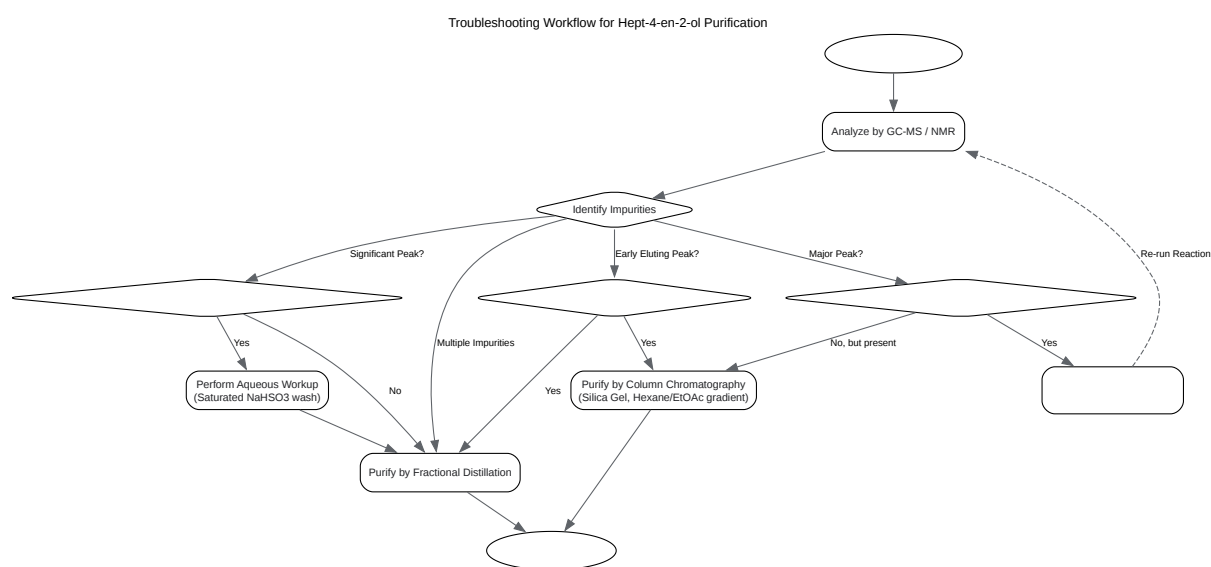 Troubleshooting Workflow for Hept-4-en-2-ol Purification
Analyze by GC-MS / NMR
Identify Impurities
Significant Peak?
Early Eluting Peak?
Major Peak?
Re-run Reaction
Yes
Multiple Impurities
Yes
No, but present
Yes
Perform Aqueous Workup
(Saturated NaHSO3 wash)
No
Yes
Purify by Column Chromatography
(Silica Gel, Hexane/EtOAc gradient)
Purify by Fractional Distillation